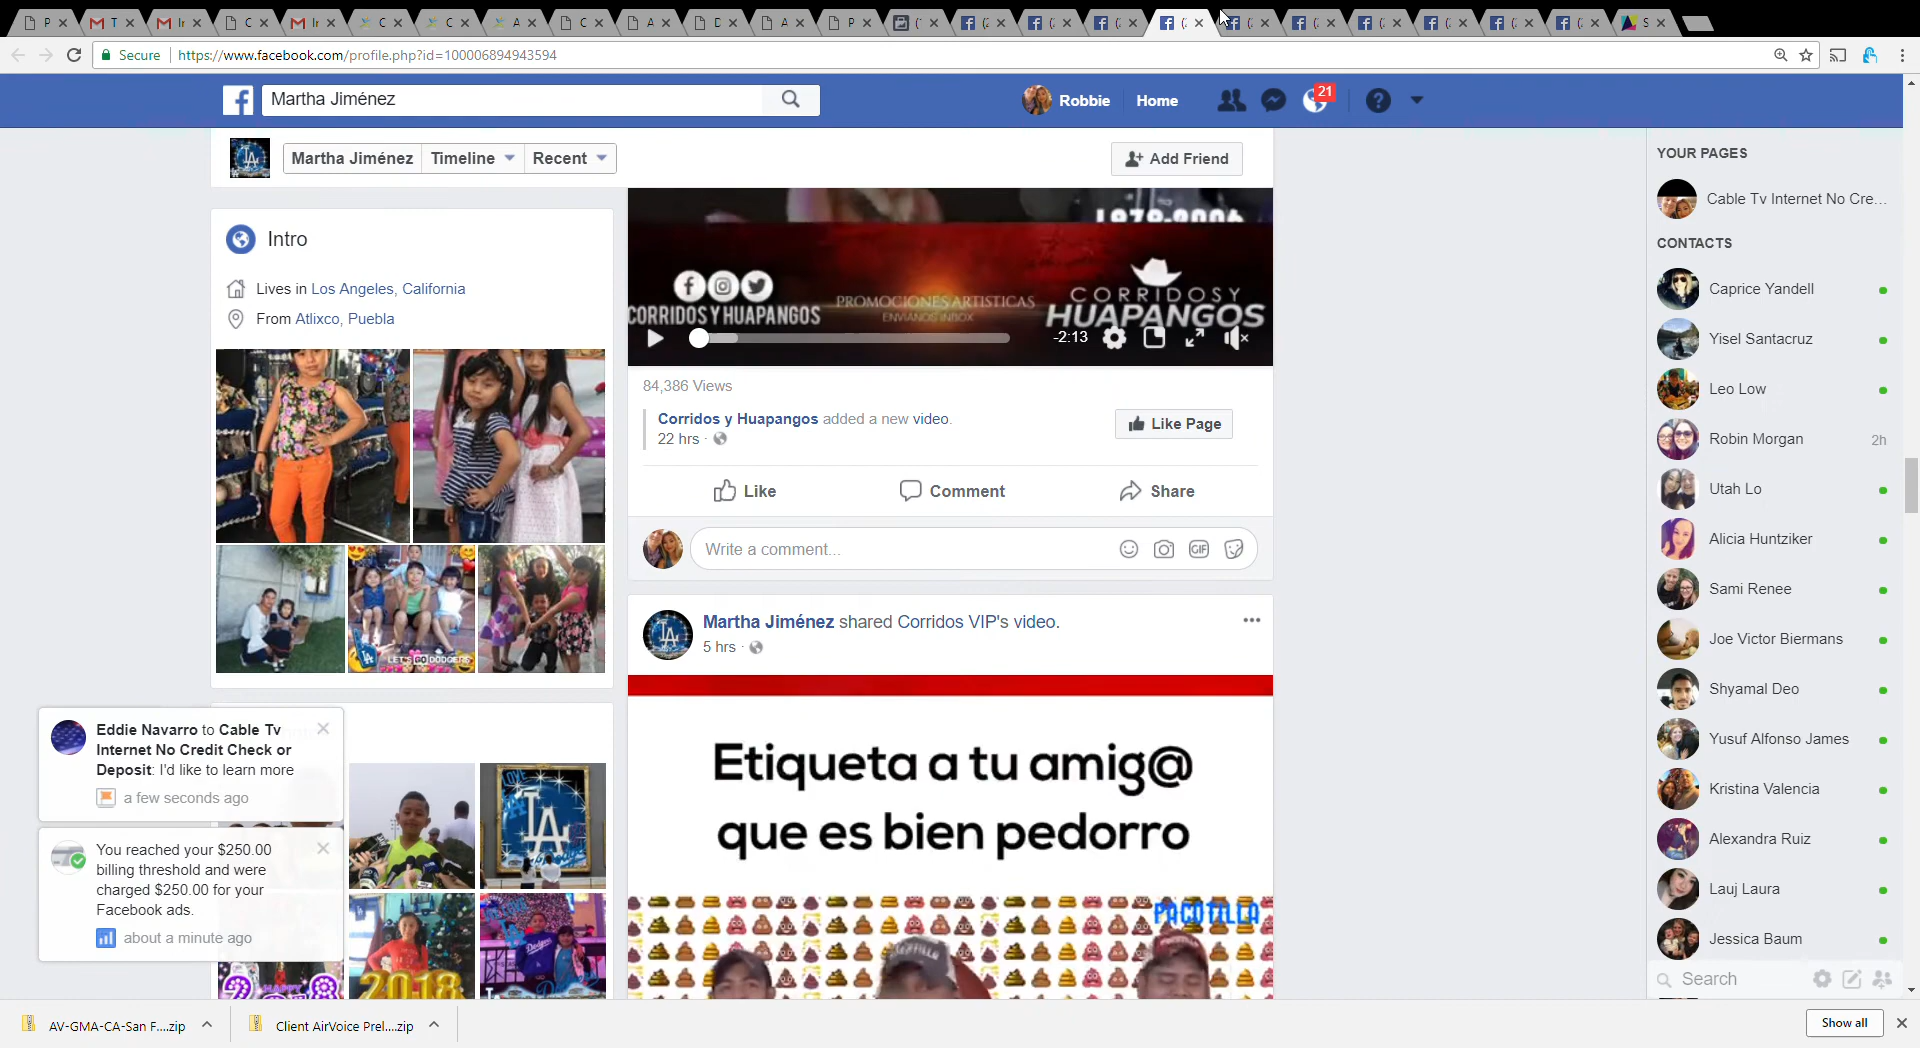 Secure
https://www.facebook.com/profile.php?id=100006894943594
Martha Jiménez
Robbie
Home
21
Martha Jiménez
Timeline
Recent
Add Friend
Intro
Lives in Los Angeles, California
From Atlixco, Puebla
LET'S GO DODGERS
1979-2006
CORRIDOS Y HUAPANGOS
PROMOCIONES ARTISTICAS
ENVIANOS INBOX
CORRIDOS Y
HUAPANGOS
-2:13
84,386 Views
Corridos y Huapangos added a new video.
22 hrs ·
Like Page
Like
Comment
Share
Write a comment...
GIF
Martha Jiménez shared Corridos VIP's video.
5 hrs ·
Etiqueta a tu amig@
que es bien pedorro
PACOTILLA
Eddie Navarro to Cable Tv
Internet No Credit Check or
Deposit: I'd like to learn more
a few seconds ago
You reached your $250.00
billing threshold and were
charged $250.00 for your
Facebook ads.
about a minute ago
HAPPY
2018
2018
YOUR PAGES
Cable Tv Internet No Cre...
CONTACTS
Caprice Yandell
Yisel Santacruz
Leo Low
Robin Morgan
2h
Utah Lo
Alicia Huntziker
Sami Renee
Joe Victor Biermans
Shyamal Deo
Yusuf Alfonso James
Kristina Valencia
Alexandra Ruiz
Lauj Laura
Jessica Baum
Search
AV-GMA-CA-San F....zip
Client AirVoice Prel....zip
Show all